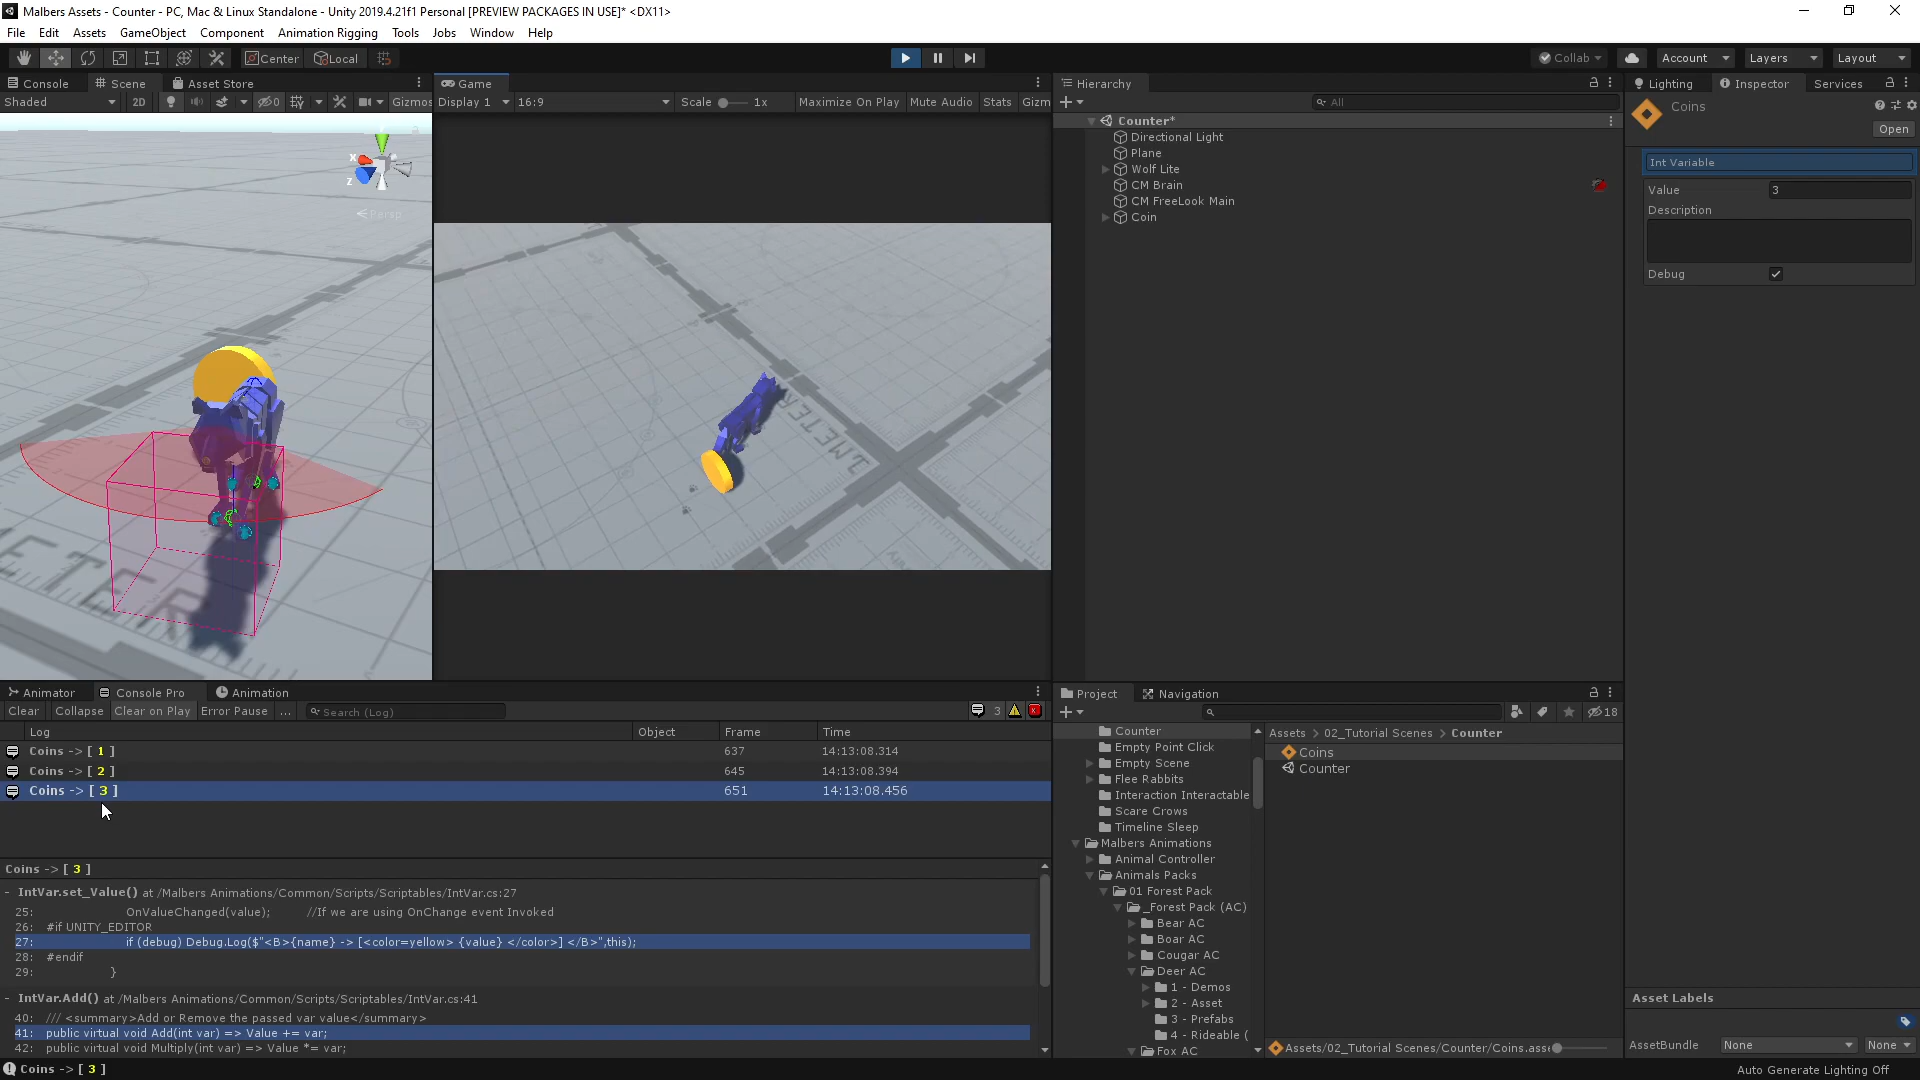 Malbers Assets - Counter - PC, Mac & Linux Standalone - Unity 2019.4.21f1 Personal [PREVIEW PACKAGES IN USE]* <DX11>
File Edit Assets GameObject Component Animation Rigging Tools Jobs Window Help
Center Local Collab Account Layers Layout
Console Scene Asset Store Game Hierarchy Lighting Inspector Services
Shaded 2D 0 Gizmos Display 1 16:9 Scale 1x Maximize On Play Mute Audio Stats Gizm All
Coins
Open
Counter*
Directional Light
Plane
Wolf Lite
CM Brain
CM FreeLook Main
Coin
Int Variable
Value 3
Description
Debug
X
Z
Persp
METER
Animator Console Pro Animation
Clear Collapse Clear on Play Error Pause ... Search (Log) 3
Log Object Frame Time
Coins -> [ 1 ] 637 14:13:08.314
Coins -> [ 2 ] 645 14:13:08.394
Coins -> [ 3 ] 651 14:13:08.456
Coins -> [ 3 ]
- IntVar.set_Value() at /Malbers Animations/Common/Scripts/Scriptables/IntVar.cs:27
25: OnValueChanged(value); //If we are using OnChange event Invoked
26: #if UNITY_EDITOR
27: if (debug) Debug.Log($"<B>{name} -> [<color=yellow> {value} </color>] </B>",this);
28: #endif
29: }
- IntVar.Add() at /Malbers Animations/Common/Scripts/Scriptables/IntVar.cs:41
40: /// <summary>Add or Remove the passed var value</summary>
41: public virtual void Add(int var) => Value += var;
42: public virtual void Multiply(int var) => Value *= var;
Coins -> [ 3 ]
Project Navigation
18
Counter
Empty Point Click
Empty Scene
Flee Rabbits
Interaction Interactable
Scare Crows
Timeline Sleep
Malbers Animations
Animal Controller
Animals Packs
01 Forest Pack
_Forest Pack (AC)
Bear AC
Boar AC
Cougar AC
Deer AC
1 - Demos
2 - Asset
3 - Prefabs
4 - Rideable (
Fox AC
Assets > 02_Tutorial Scenes > Counter
Coins
Counter
Assets/02_Tutorial Scenes/Counter/Coins.asse
Asset Labels
AssetBundle None None
Auto Generate Lighting Off